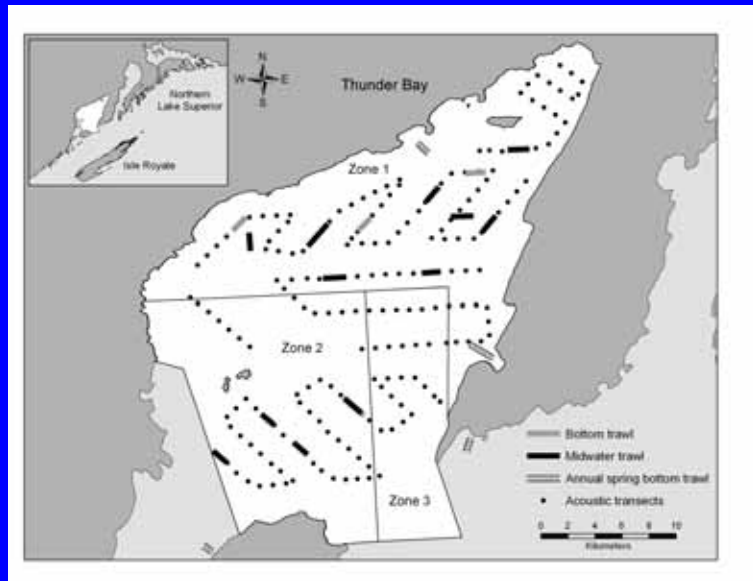 Northern
Lake Superior
Isle Royale
N
W
E
S
Thunder Bay
Zone 1
Zone 2
Zone 3
Bottom trawl
Midwater trawl
Annual spring bottom trawl
Acoustic transects
0 2 4 6 8 10
Kilometers